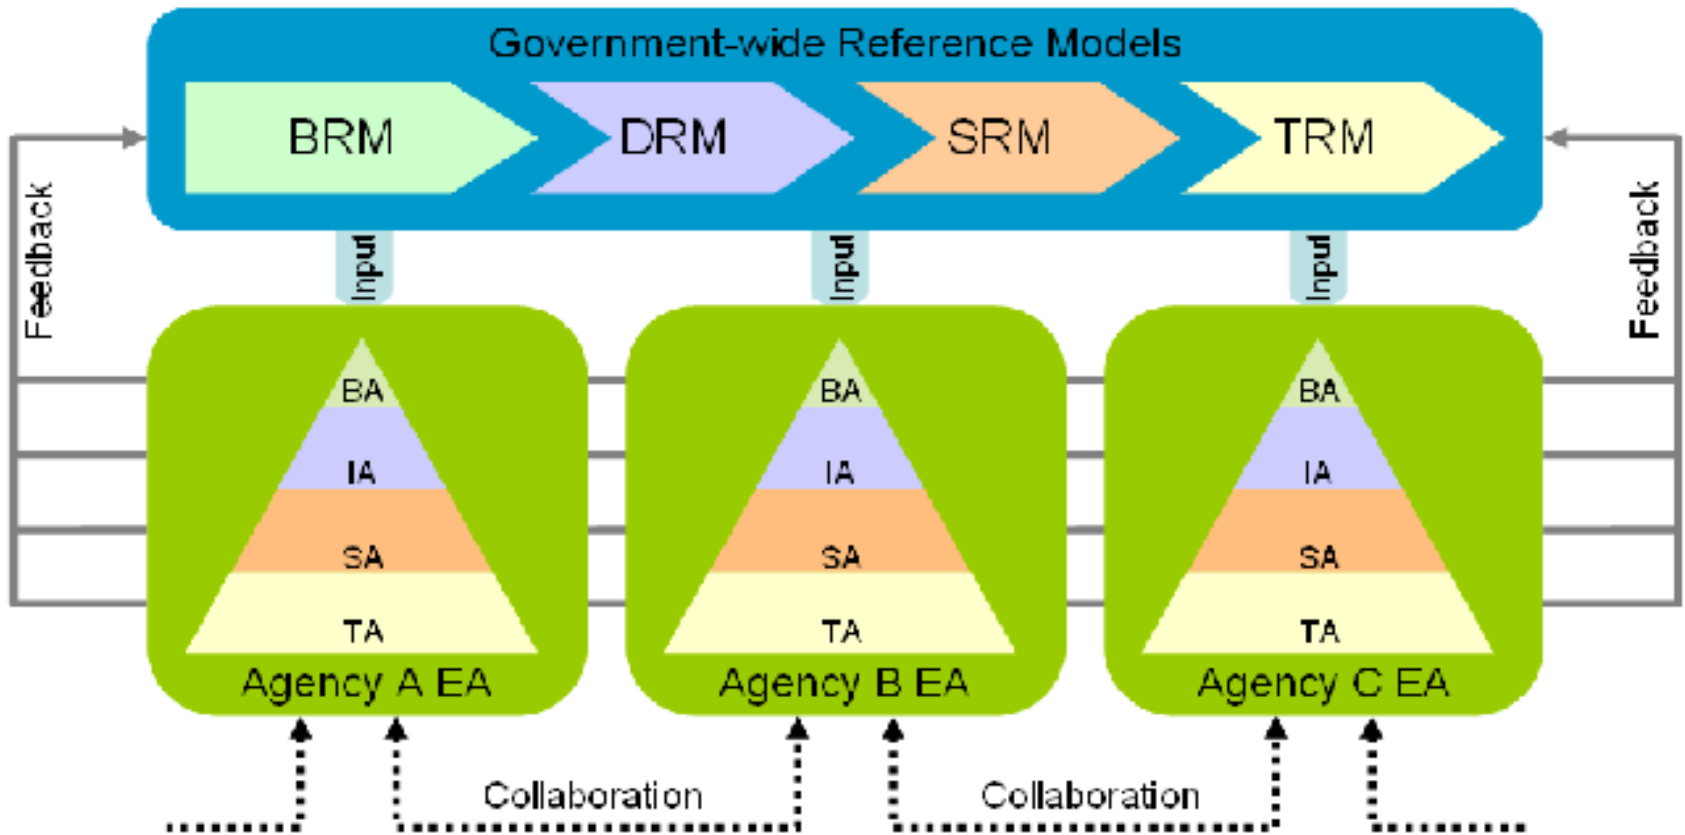 Government-wide Reference Models
BRM
DRM
SRM
TRM
Feedback
Input
Input
Input
Feedback
BA
IA
SA
TA
Agency A EA
BA
IA
SA
TA
Agency B EA
BA
IA
SA
TA
Agency C EA
Collaboration
Collaboration